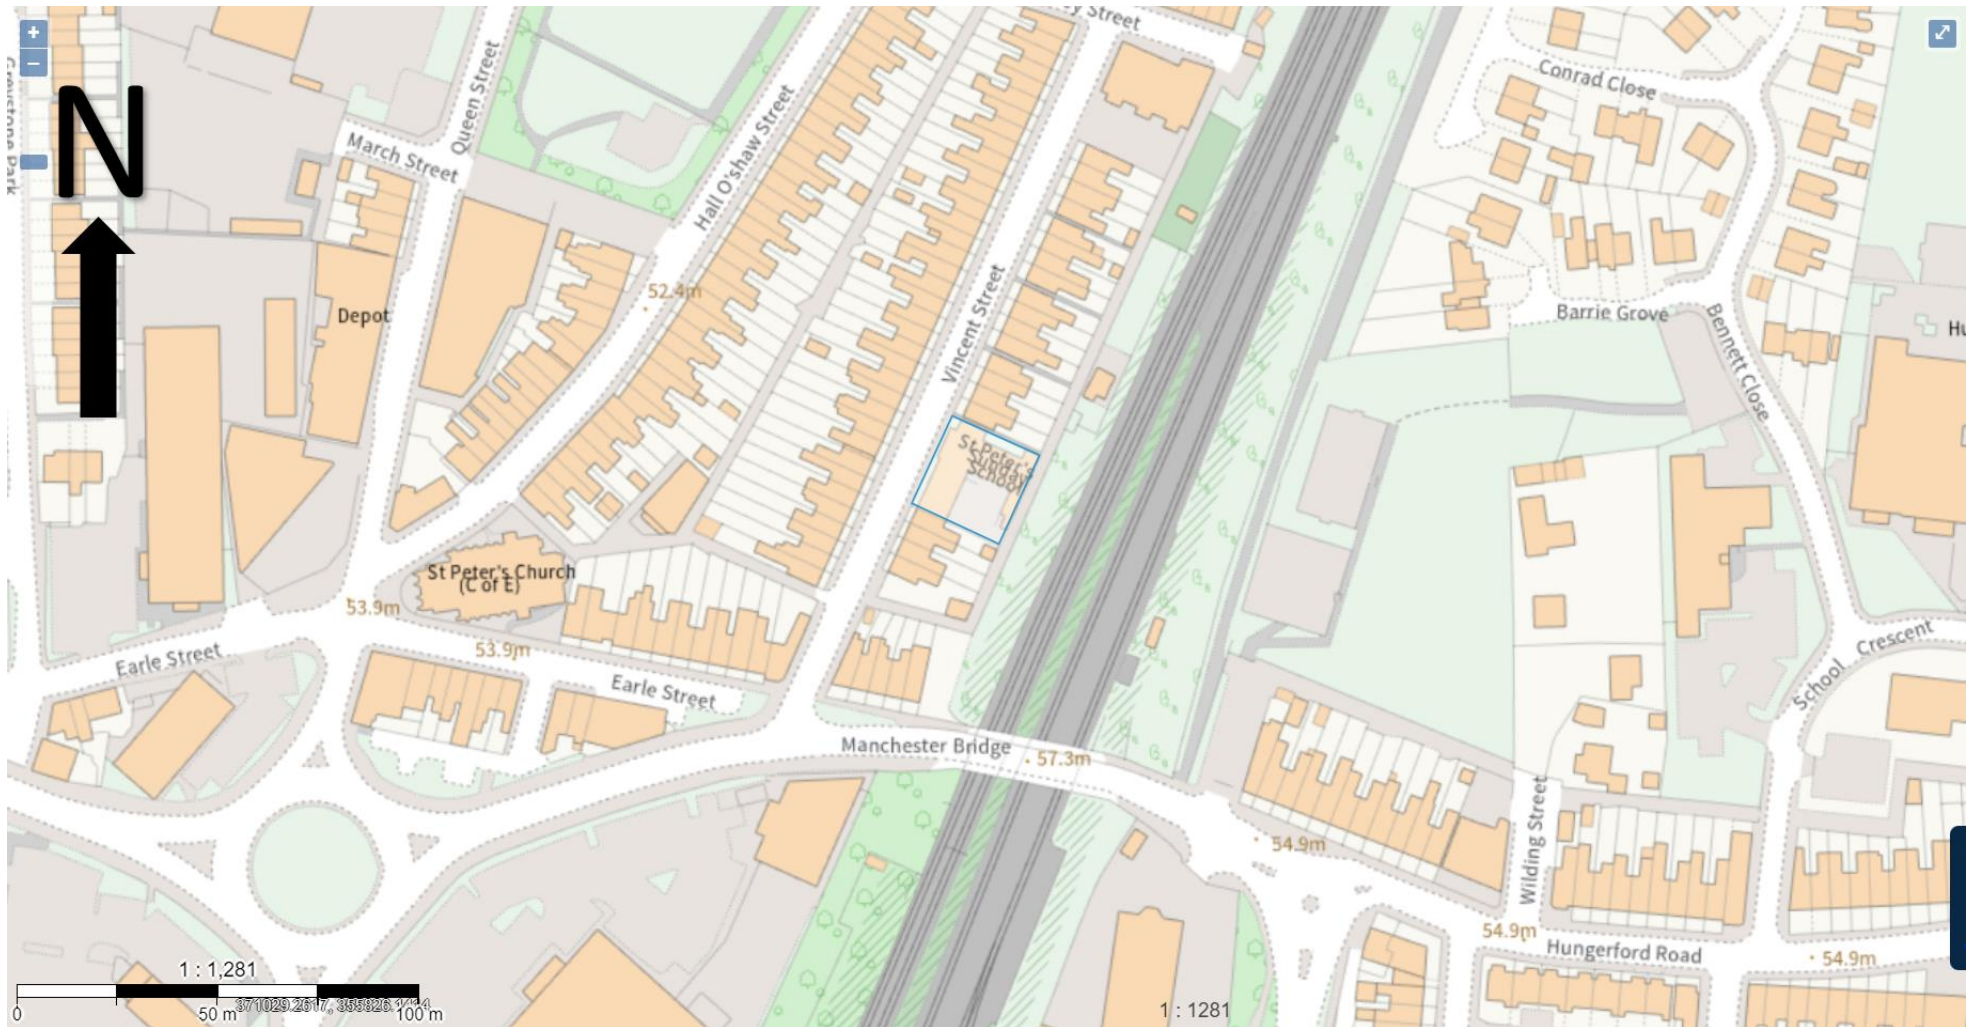 +
−
N
Greystone Park
March Street
Queen Street
Hall O'shaw Street
Street
Conrad Close
Depot
52.4m
Vincent Street
Barrie Grove
Bennett Close
St Peter's
Sunday
School
St Peter's Church
(C of E)
53.9m
Earle Street
53.9m
Earle Street
Manchester Bridge
57.3m
School Crescent
54.9m
Wilding Street
54.9m
Hungerford Road
54.9m
1 : 1,281
0
50 m
100 m
1 : 1281